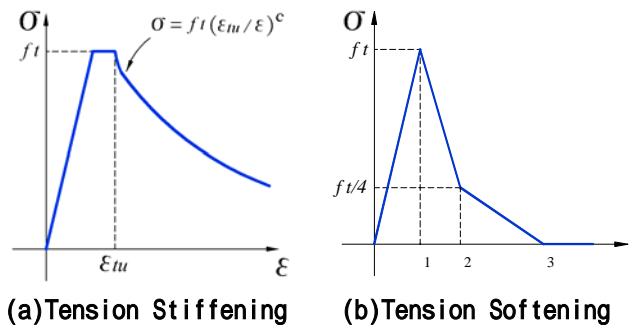 σ
σ = ft(εtu/ε)^c
ft
εtu
ε
(a)Tension Stiffening
σ
ft
ft/4
1
2
3
(b)Tension Softening